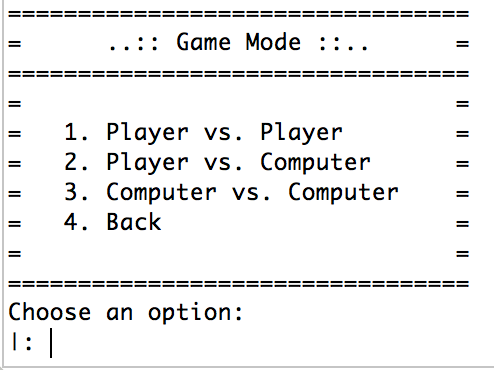 =================================
=      ..:: Game Mode ::..      =
=================================
=                               =
=   1. Player vs. Player        =
=   2. Player vs. Computer      =
=   3. Computer vs. Computer    =
=   4. Back                     =
=                               =
=================================
Choose an option:
|: